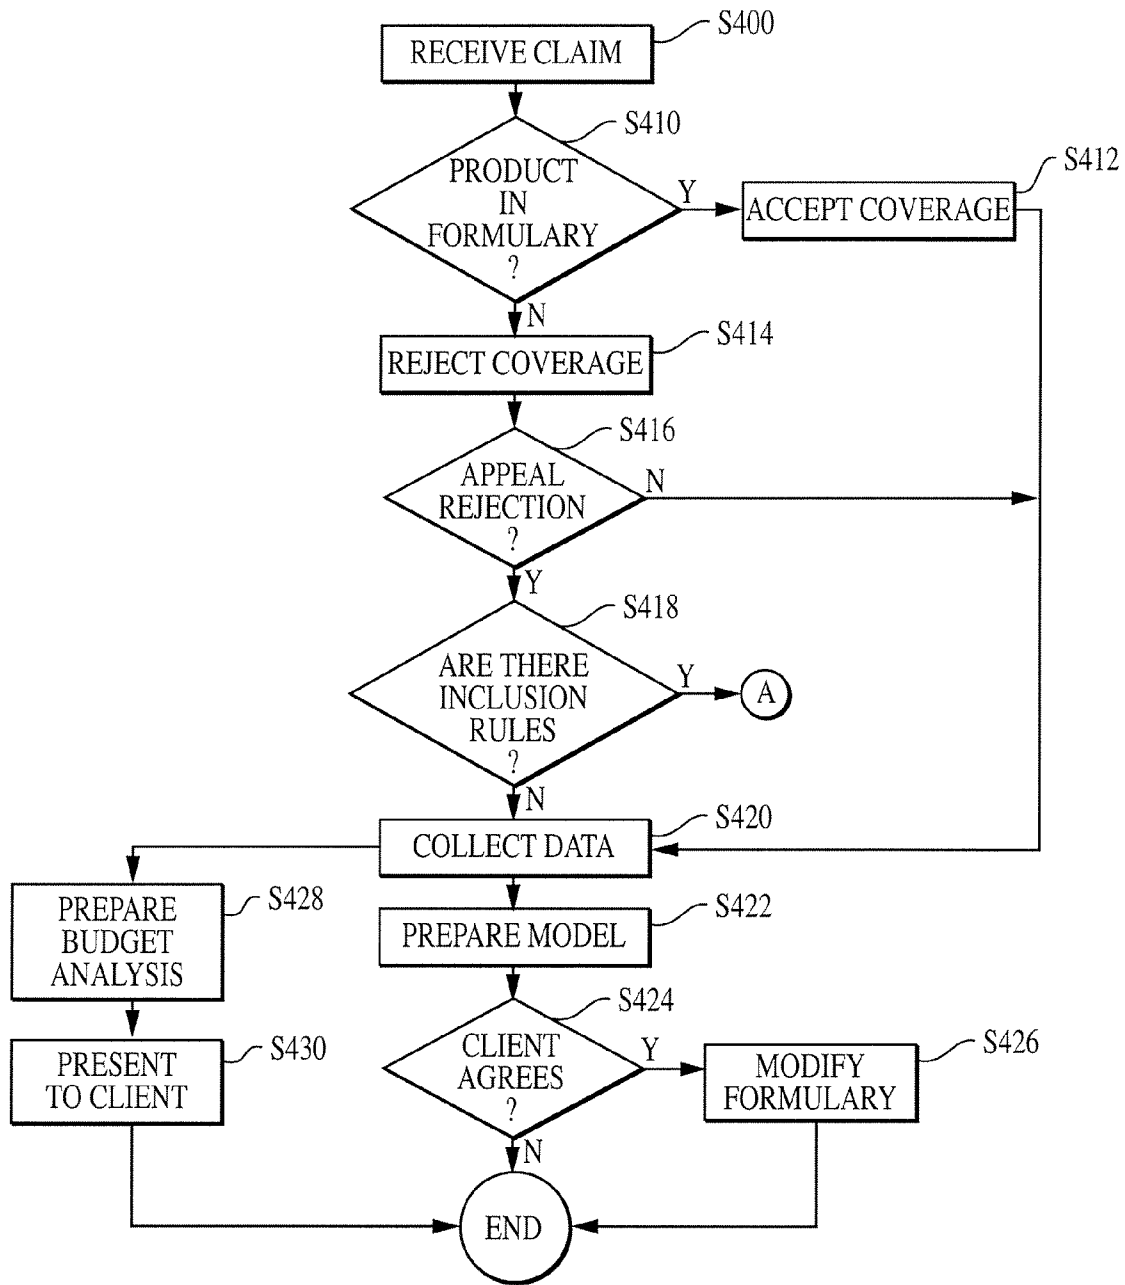 S400
RECEIVE CLAIM
S410
PRODUCT
IN
FORMULARY
?
Y
S412
ACCEPT COVERAGE
N
S414
REJECT COVERAGE
S416
APPEAL
REJECTION
?
N
Y
S418
ARE THERE
INCLUSION
RULES
?
Y
A
N
S420
COLLECT DATA
S428
PREPARE
BUDGET
ANALYSIS
S422
PREPARE MODEL
S430
PRESENT
TO CLIENT
S424
CLIENT
AGREES
?
Y
S426
MODIFY
FORMULARY
N
END